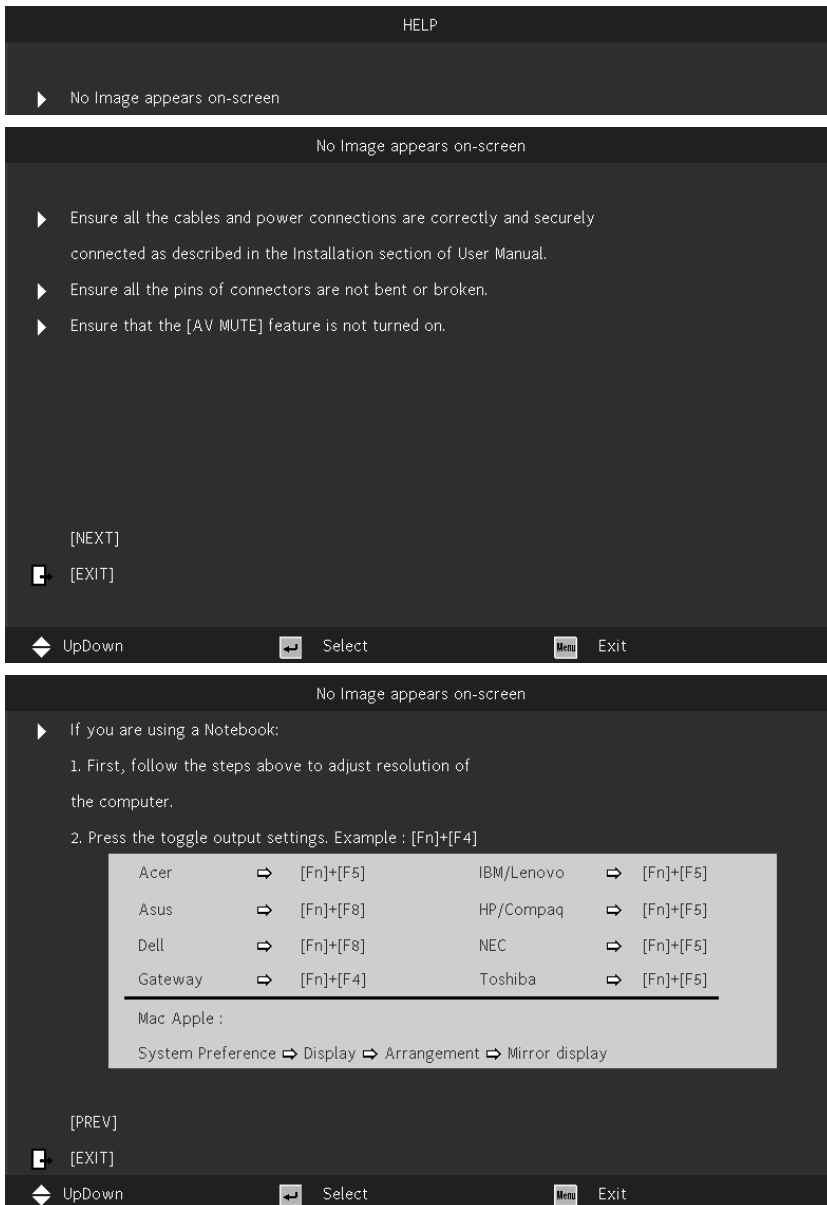 HELP
No Image appears on-screen
No Image appears on-screen
Ensure all the cables and power connections are correctly and securely
connected as described in the Installation section of User Manual.
Ensure all the pins of connectors are not bent or broken.
Ensure that the [AV MUTE] feature is not turned on.
[NEXT]
[EXIT]
UpDown Select Menu Exit
No Image appears on-screen
If you are using a Notebook:
1. First, follow the steps above to adjust resolution of
the computer.
2. Press the toggle output settings. Example : [Fn]+[F4]
Acer ⇨ [Fn]+[F5] IBM/Lenovo ⇨ [Fn]+[F5]
Asus ⇨ [Fn]+[F8] HP/Compaq ⇨ [Fn]+[F5]
Dell ⇨ [Fn]+[F8] NEC ⇨ [Fn]+[F5]
Gateway ⇨ [Fn]+[F4] Toshiba ⇨ [Fn]+[F5]
Mac Apple :
System Preference ⇨ Display ⇨ Arrangement ⇨ Mirror display
[PREV]
[EXIT]
UpDown Select Menu Exit